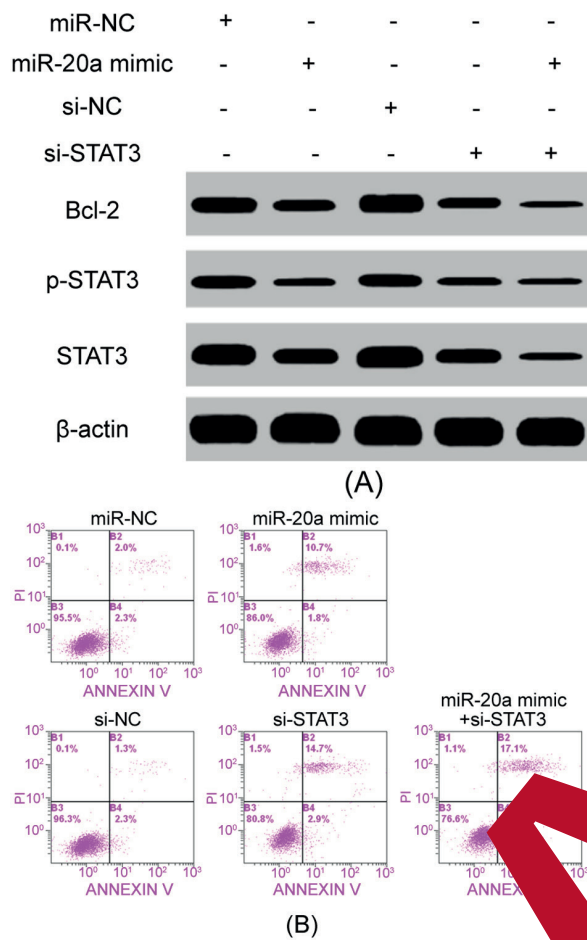 miR-NC + - - - -
miR-20a mimic - + - - +
si-NC - - + - -
si-STAT3 - - - + +
Bcl-2
p-STAT3
STAT3
β-actin
(A)
miR-NC miR-20a mimic
10³ B1 0.1% B2 2.0% 10³ B1 1.6% B2 10.7%
10² 10²
PI 10¹ PI 10¹
B3 95.5% B4 2.3% B3 86.0% B4 1.8%
10⁰ 10⁰
10⁰ 10¹ 10² 10³ 10⁰ 10¹ 10² 10³
ANNEXIN V ANNEXIN V
si-NC si-STAT3 miR-20a mimic +si-STAT3
10³ B1 0.1% B2 1.3% 10³ B1 1.5% B2 14.7% 10³ B1 1.1% B2 17.1%
10² 10² 10²
PI 10¹ PI 10¹ PI 10¹
B3 96.3% B4 2.3% B3 80.8% B4 2.9% B3 76.6%
10⁰ 10⁰ 10⁰
10⁰ 10¹ 10² 10³ 10⁰ 10¹ 10² 10³ 10⁰
ANNEXIN V ANNEXIN V ANNEXIN V
(B)